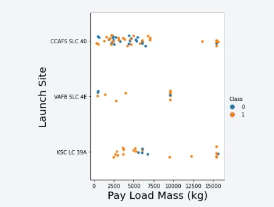 CCAFS SLC 40
VAFB SLC 4E
KSC LC 39A
Launch Site
0 2500 5000 7500 10000 12500 15000
Pay Load Mass (kg)
Class
0
1